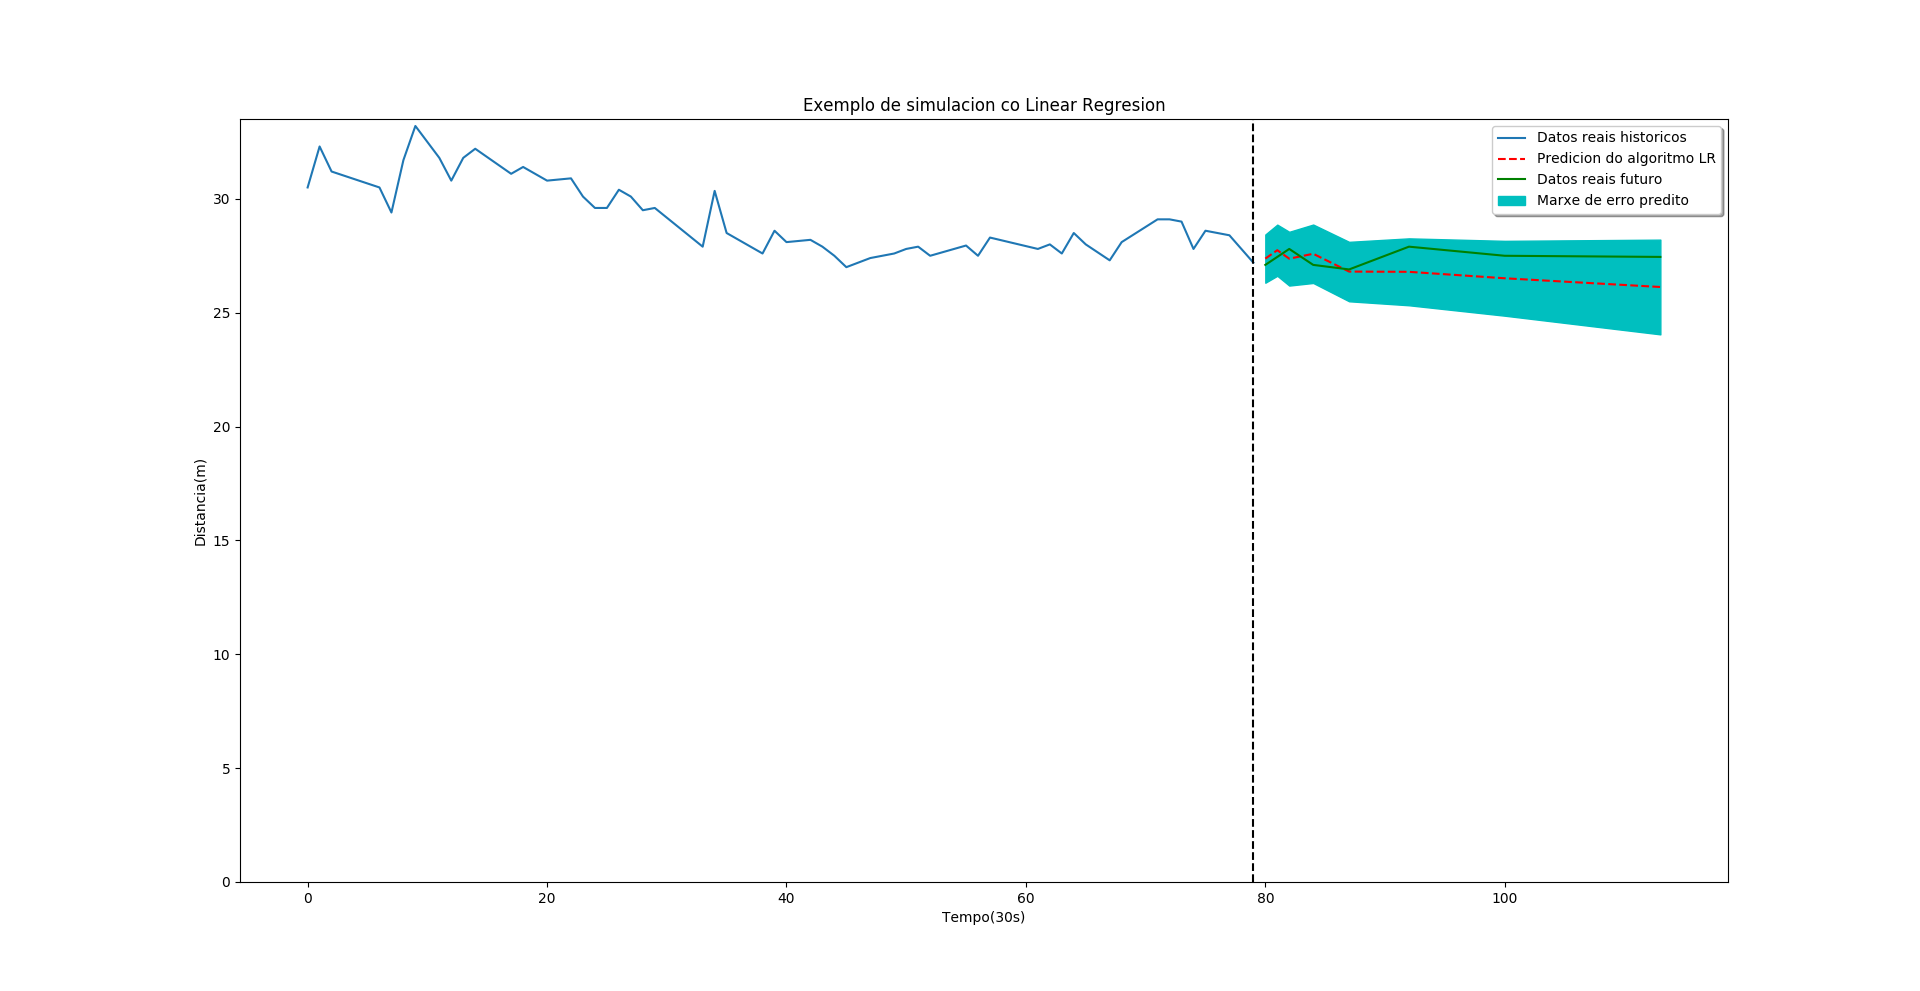 Exemplo de simulacion co Linear Regresion
Datos reais historicos
Predicion do algoritmo LR
Datos reais futuro
Marxe de erro predito
Distancia(m)
30
25
20
15
10
5
0
0 20 40 60 80 100
Tempo(30s)